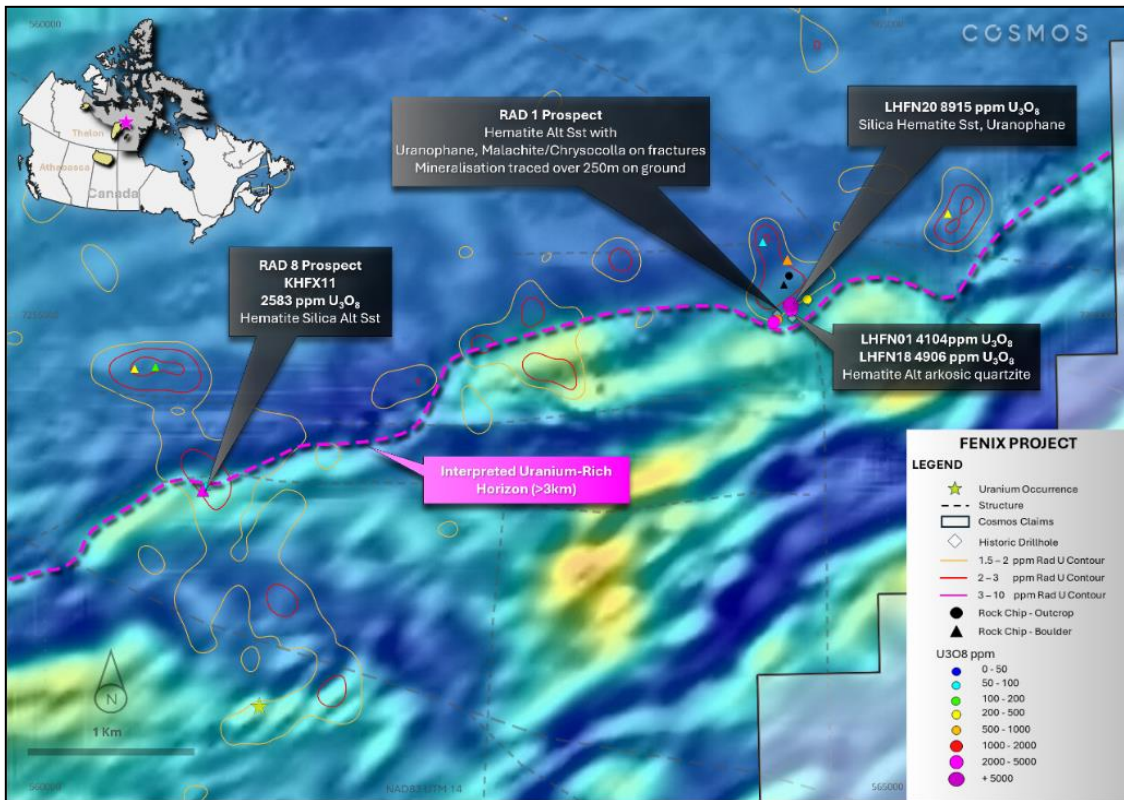 560000
565000
COSMOS
Thelon
Athabasca
Canada
RAD 1 Prospect
Hematite Alt Sst with
Uranophane, Malachite/Chrysocolla on fractures
Mineralisation traced over 250m on ground
LHFN20 8915 ppm U₃O₈
Silica Hematite Sst, Uranophane
RAD 8 Prospect
KHFX11
2583 ppm U₃O₈
Hematite Silica Alt Sst
LHFN01 4104ppm U₃O₈
LHFN18 4906 ppm U₃O₈
Hematite Alt arkosic quartzite
Interpreted Uranium-Rich
Horizon (>3km)
FENIX PROJECT
LEGEND
Uranium Occurrence
Structure
Cosmos Claims
Historic Drillhole
1.5 – 2 ppm Rad U Contour
2 – 3 ppm Rad U Contour
3 – 10 ppm Rad U Contour
Rock Chip - Outcrop
Rock Chip - Boulder
U3O8 ppm
0 - 50
50 - 100
100 - 200
200 - 500
500 - 1000
1000 - 2000
2000 - 5000
+ 5000
N
1 Km
560000
NAD83 UTM 14
565000